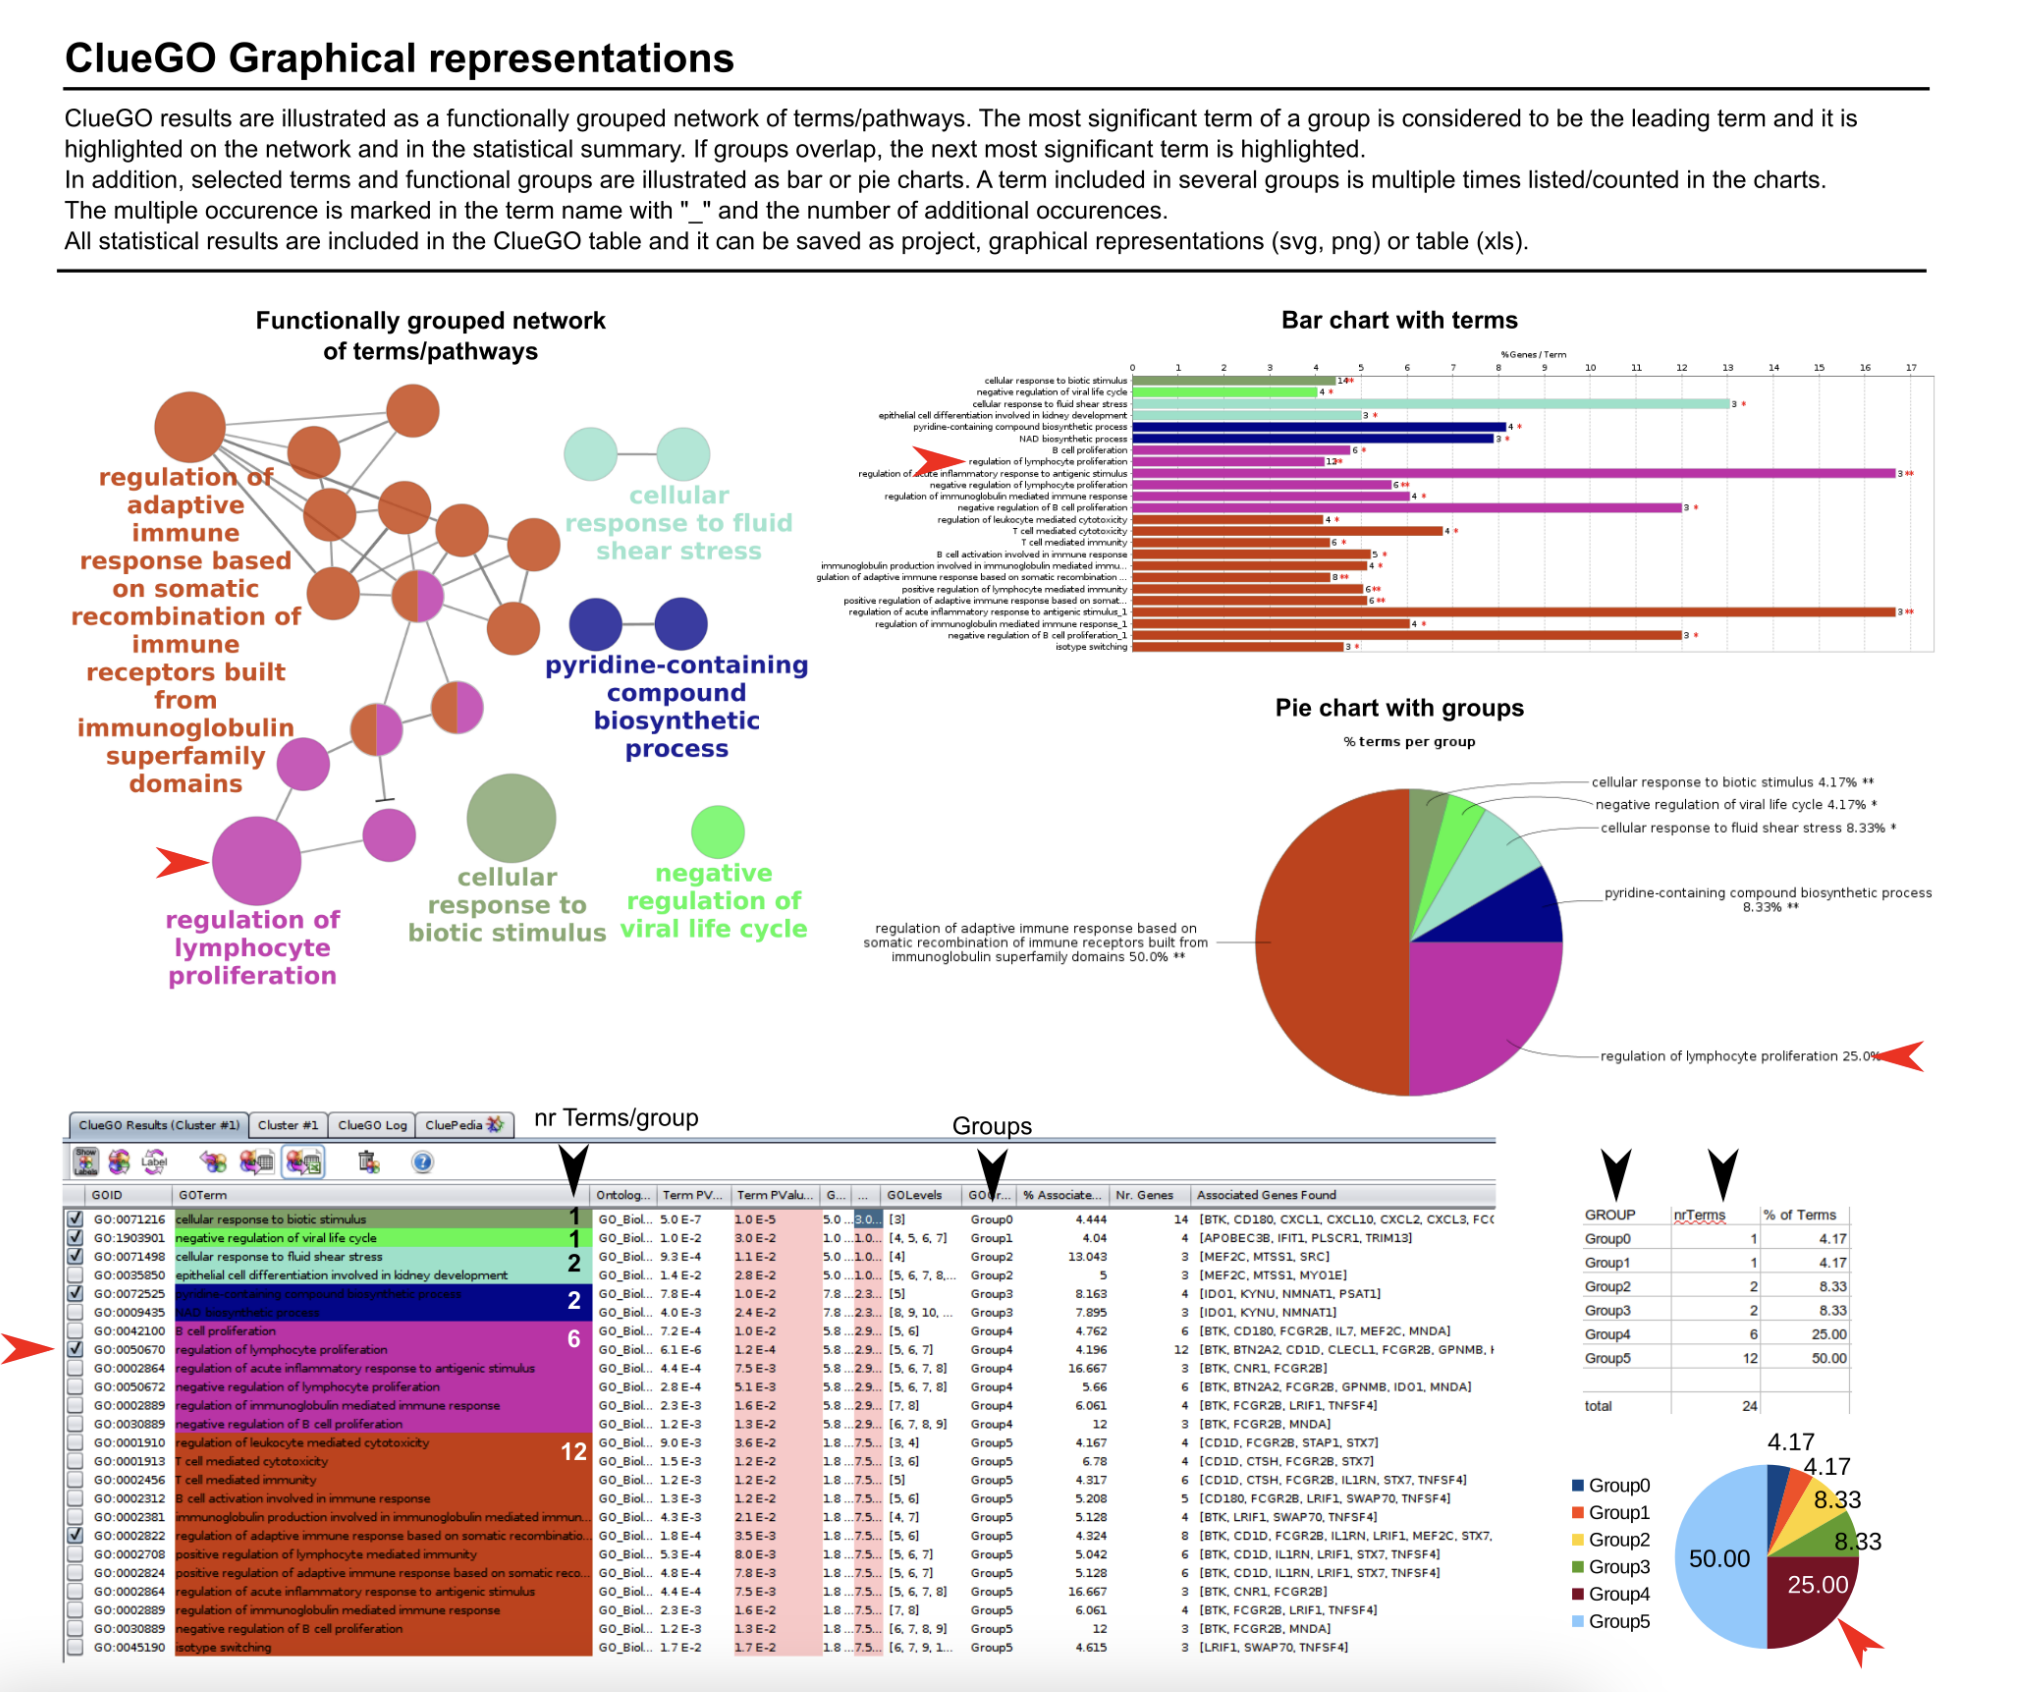 ClueGO Graphical representations
ClueGO results are illustrated as a functionally grouped network of terms/pathways. The most significant term of a group is considered to be the leading term and it is
highlighted on the network and in the statistical summary. If groups overlap, the next most significant term is highlighted.
In addition, selected terms and functional groups are illustrated as bar or pie charts. A term included in several groups is multiple times listed/counted in the charts.
The multiple occurence is marked in the term name with "_" and the number of additional occurences.
All statistical results are included in the ClueGO table and it can be saved as project, graphical representations (svg, png) or table (xls).
Functionally grouped network
of terms/pathways
regulation of
adaptive
immune
response based
on somatic
recombination of
immune
receptors built
from
immunoglobulin
superfamily
domains
cellular
response to fluid
shear stress
pyridine-containing
compound
biosynthetic
process
cellular
response to
biotic stimulus
negative
regulation of
viral life cycle
regulation of
lymphocyte
proliferation
Bar chart with terms
%Genes / Term
0 1 2 3 4 5 6 7 8 9 10 11 12 13 14 15 16 17
cellular response to biotic stimulus 14**
negative regulation of viral life cycle 4 *
cellular response to fluid shear stress 3 *
epithelial cell differentiation involved in kidney development 3 *
pyridine-containing compound biosynthetic process 4 *
NAD biosynthetic process 3 *
B cell proliferation 6 *
regulation of lymphocyte proliferation 12**
regulation of acute inflammatory response to antigenic stimulus 3 **
negative regulation of lymphocyte proliferation 6 **
regulation of immunoglobulin mediated immune response 4 *
negative regulation of B cell proliferation 3 *
regulation of leukocyte mediated cytotoxicity 4 *
T cell mediated cytotoxicity 4 *
T cell mediated immunity 6 *
B cell activation involved in immune response 5 *
immunoglobulin production involved in immunoglobulin mediated immu... 4 *
gulation of adaptive immune response based on somatic recombination ... 8 **
positive regulation of lymphocyte mediated immunity 6 **
positive regulation of adaptive immune response based on somat... 6 **
regulation of acute inflammatory response to antigenic stimulus_1 3 **
regulation of immunoglobulin mediated immune response_1 4 *
negative regulation of B cell proliferation_1 3 *
isotype switching 3 *
Pie chart with groups
% terms per group
cellular response to biotic stimulus 4.17% **
negative regulation of viral life cycle 4.17% *
cellular response to fluid shear stress 8.33% *
pyridine-containing compound biosynthetic process
8.33% **
regulation of adaptive immune response based on
somatic recombination of immune receptors built from
immunoglobulin superfamily domains 50.0% **
regulation of lymphocyte proliferation 25.0%
nr Terms/group
Groups
ClueGO Results (Cluster #1) Cluster #1 ClueGO Log CluePedia
Show Labels Label ?
GOID GOTerm Ontolog... Term PV... Term PValu... G... ... GOLevels GOGr... % Associate... Nr. Genes Associated Genes Found
GO:0071216 cellular response to biotic stimulus 1 GO_Biol... 5.0 E-7 1.0 E-5 5.0 ... 3.0... [3] Group0 4.444 14 [BTK, CD180, CXCL1, CXCL10, CXCL2, CXCL3, FCG
GO:1903901 negative regulation of viral life cycle 1 GO_Biol... 1.0 E-2 3.0 E-2 1.0 ... 1.0... [4, 5, 6, 7] Group1 4.04 4 [APOBEC3B, IFIT1, PLSCR1, TRIM13]
GO:0071498 cellular response to fluid shear stress 2 GO_Biol... 9.3 E-4 1.1 E-2 5.0 ... 1.0... [4] Group2 13.043 3 [MEF2C, MTSS1, SRC]
GO:0035850 epithelial cell differentiation involved in kidney development GO_Biol... 1.4 E-2 2.8 E-2 5.0 ... 1.0... [5, 6, 7, 8,... Group2 5 3 [MEF2C, MTSS1, MYO1E]
GO:0072525 pyridine-containing compound biosynthetic process 2 GO_Biol... 7.8 E-4 1.0 E-2 7.8 ... 2.3... [5] Group3 8.163 4 [IDO1, KYNU, NMNAT1, PSAT1]
GO:0009435 NAD biosynthetic process GO_Biol... 4.0 E-3 2.4 E-2 7.8 ... 2.3... [8, 9, 10, ... Group3 7.895 3 [IDO1, KYNU, NMNAT1]
GO:0042100 B cell proliferation 6 GO_Biol... 7.2 E-4 1.0 E-2 5.8 ... 2.9... [5, 6] Group4 4.762 6 [BTK, CD180, FCGR2B, IL7, MEF2C, MNDA]
GO:0050670 regulation of lymphocyte proliferation GO_Biol... 6.1 E-6 1.2 E-4 5.8 ... 2.9... [5, 6, 7] Group4 4.196 12 [BTK, BTN2A2, CD1D, CLECL1, FCGR2B, GPNMB,
GO:0002864 regulation of acute inflammatory response to antigenic stimulus GO_Biol... 4.4 E-4 7.5 E-3 5.8 ... 2.9... [5, 6, 7, 8] Group4 16.667 3 [BTK, CNR1, FCGR2B]
GO:0050672 negative regulation of lymphocyte proliferation GO_Biol... 2.8 E-4 5.1 E-3 5.8 ... 2.9... [5, 6, 7, 8] Group4 5.66 6 [BTK, BTN2A2, FCGR2B, GPNMB, IDO1, MNDA]
GO:0002889 regulation of immunoglobulin mediated immune response GO_Biol... 2.3 E-3 1.6 E-2 5.8 ... 2.9... [7, 8] Group4 6.061 4 [BTK, FCGR2B, LRIF1, TNFSF4]
GO:0030889 negative regulation of B cell proliferation GO_Biol... 1.2 E-3 1.3 E-2 5.8 ... 2.9... [6, 7, 8, 9] Group4 12 3 [BTK, FCGR2B, MNDA]
GO:0001910 regulation of leukocyte mediated cytotoxicity 12 GO_Biol... 9.0 E-3 3.6 E-2 1.8 ... 7.5... [3, 4] Group5 4.167 4 [CD1D, FCGR2B, STAP1, STX7]
GO:0001913 T cell mediated cytotoxicity GO_Biol... 1.5 E-3 1.2 E-2 1.8 ... 7.5... [3, 6] Group5 6.78 4 [CD1D, CTSH, FCGR2B, STX7]
GO:0002456 T cell mediated immunity GO_Biol... 1.2 E-3 1.2 E-2 1.8 ... 7.5... [5] Group5 4.317 6 [CD1D, CTSH, FCGR2B, IL1RN, STX7, TNFSF4]
GO:0002312 B cell activation involved in immune response GO_Biol... 1.3 E-3 1.2 E-2 1.8 ... 7.5... [5, 6] Group5 5.208 5 [CD180, FCGR2B, LRIF1, SWAP70, TNFSF4]
GO:0002381 immunoglobulin production involved in immunoglobulin mediated immun... GO_Biol... 4.3 E-3 2.1 E-2 1.8 ... 7.5... [4, 7] Group5 5.128 4 [BTK, LRIF1, SWAP70, TNFSF4]
GO:0002822 regulation of adaptive immune response based on somatic recombinatio... GO_Biol... 1.8 E-4 3.5 E-3 1.8 ... 7.5... [5, 6] Group5 4.324 8 [BTK, CD1D, FCGR2B, IL1RN, LRIF1, MEF2C, STX7,
GO:0002708 positive regulation of lymphocyte mediated immunity GO_Biol... 5.3 E-4 8.0 E-3 1.8 ... 7.5... [5, 6, 7] Group5 5.042 6 [BTK, CD1D, IL1RN, LRIF1, STX7, TNFSF4]
GO:0002824 positive regulation of adaptive immune response based on somatic reco... GO_Biol... 4.8 E-4 7.8 E-3 1.8 ... 7.5... [5, 6, 7] Group5 5.128 6 [BTK, CD1D, IL1RN, LRIF1, STX7, TNFSF4]
GO:0002864 regulation of acute inflammatory response to antigenic stimulus GO_Biol... 4.4 E-4 7.5 E-3 1.8 ... 7.5... [5, 6, 7, 8] Group5 16.667 3 [BTK, CNR1, FCGR2B]
GO:0002889 regulation of immunoglobulin mediated immune response GO_Biol... 2.3 E-3 1.6 E-2 1.8 ... 7.5... [7, 8] Group5 6.061 4 [BTK, FCGR2B, LRIF1, TNFSF4]
GO:0030889 negative regulation of B cell proliferation GO_Biol... 1.2 E-3 1.3 E-2 1.8 ... 7.5... [6, 7, 8, 9] Group5 12 3 [BTK, FCGR2B, MNDA]
GO:0045190 isotype switching GO_Biol... 1.7 E-2 1.7 E-2 1.8 ... 7.5... [6, 7, 9, 1... Group5 4.615 3 [LRIF1, SWAP70, TNFSF4]
GROUP nrTerms % of Terms
Group0 1 4.17
Group1 1 4.17
Group2 2 8.33
Group3 2 8.33
Group4 6 25.00
Group5 12 50.00
total 24
4.17
4.17
8.33
8.33
25.00
50.00
Group0
Group1
Group2
Group3
Group4
Group5